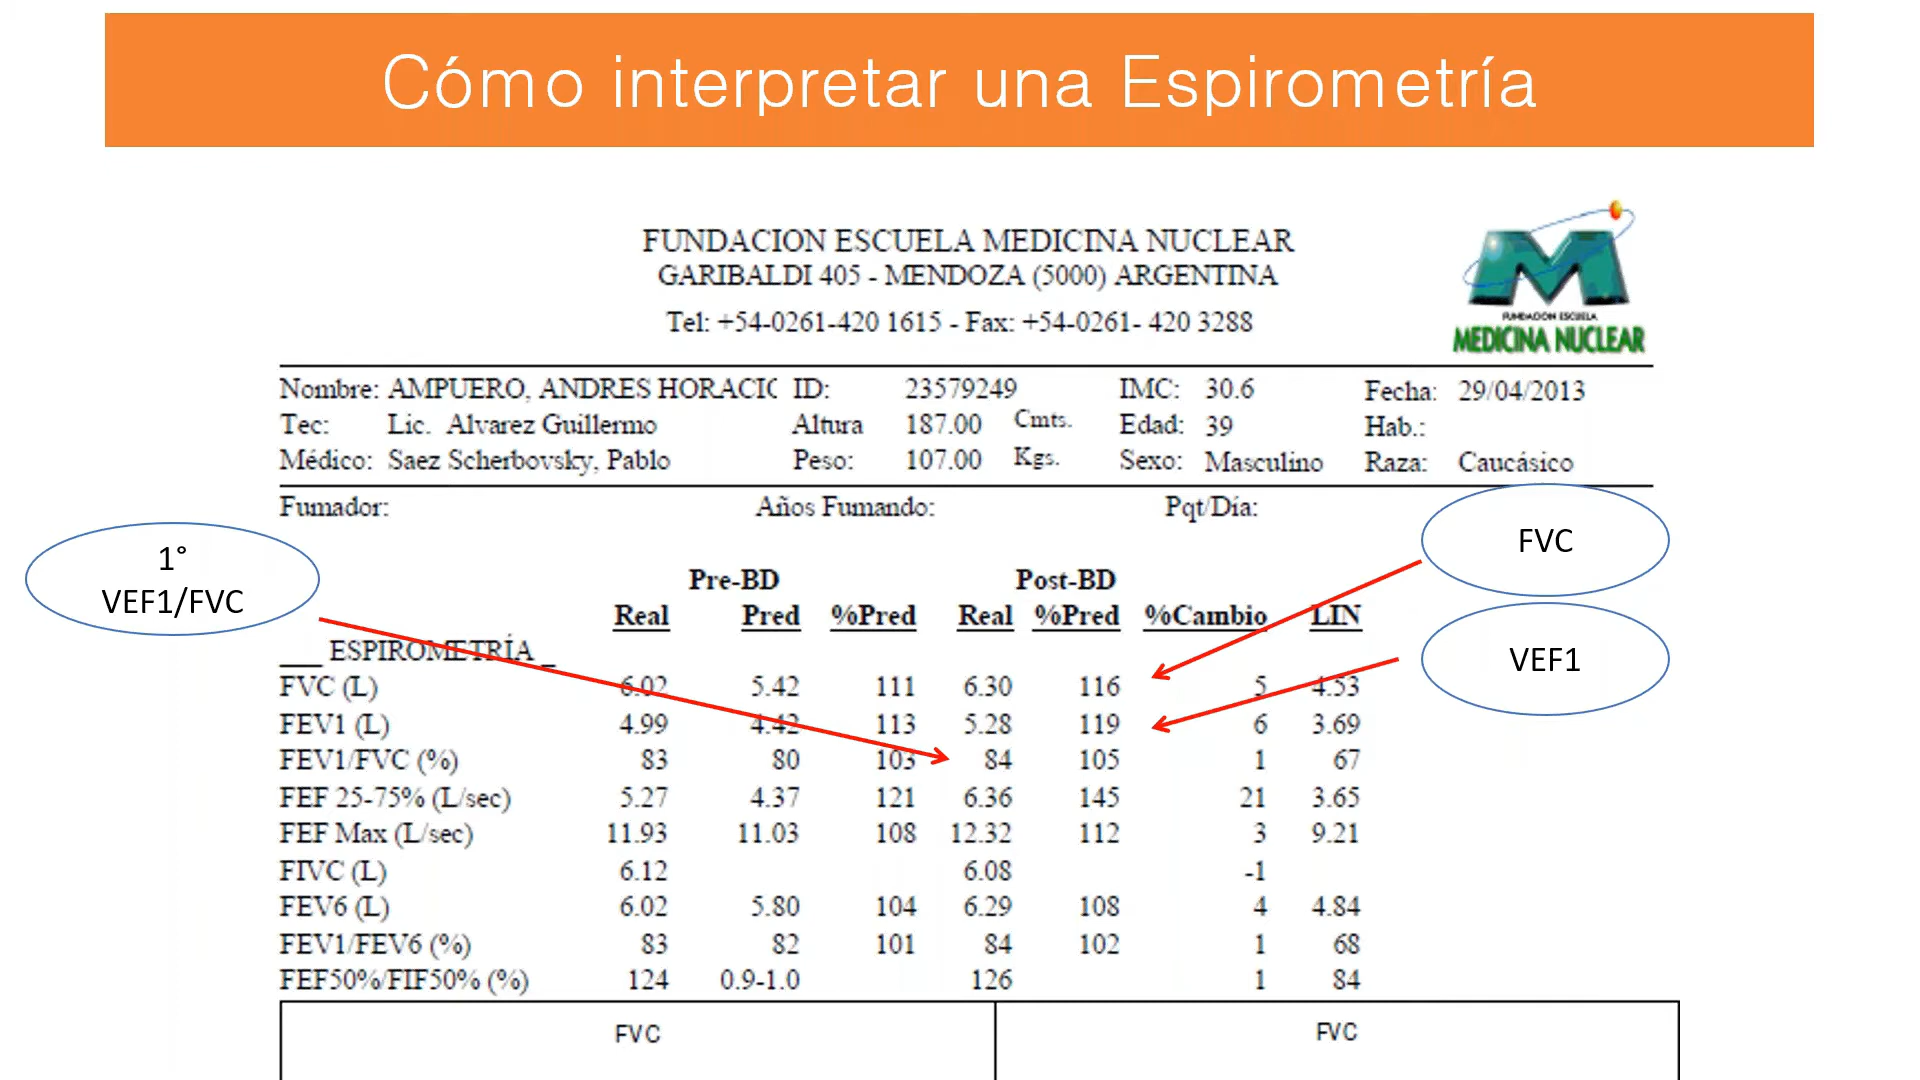 Cómo interpretar una Espirometría
FUNDACION ESCUELA MEDICINA NUCLEAR
GARIBALDI 405 - MENDOZA (5000) ARGENTINA
Tel: +54-0261-420 1615 - Fax: +54-0261- 420 3288
FUNDACION ESCUELA
MEDICINA NUCLEAR
Nombre: AMPUERO, ANDRES HORACIO ID: 23579249 IMC: 30.6 Fecha: 29/04/2013
Tec: Lic. Alvarez Guillermo Altura 187.00 Cmts. Edad: 39 Hab.:
Médico: Saez Scherbovsky, Pablo Peso: 107.00 Kgs. Sexo: Masculino Raza: Caucásico
Fumador: Años Fumando: Pqt/Día:
1°
VEF1/FVC
FVC
VEF1
Pre-BD Post-BD
Real Pred %Pred Real %Pred %Cambio LIN
___ ESPIROMETRÍA _
FVC (L) 6.02 5.42 111 6.30 116 5 4.53
FEV1 (L) 4.99 4.42 113 5.28 119 6 3.69
FEV1/FVC (%) 83 80 103 84 105 1 67
FEF 25-75% (L/sec) 5.27 4.37 121 6.36 145 21 3.65
FEF Max (L/sec) 11.93 11.03 108 12.32 112 3 9.21
FIVC (L) 6.12 6.08 -1
FEV6 (L) 6.02 5.80 104 6.29 108 4 4.84
FEV1/FEV6 (%) 83 82 101 84 102 1 68
FEF50%/FIF50% (%) 124 0.9-1.0 126 1 84
FVC FVC